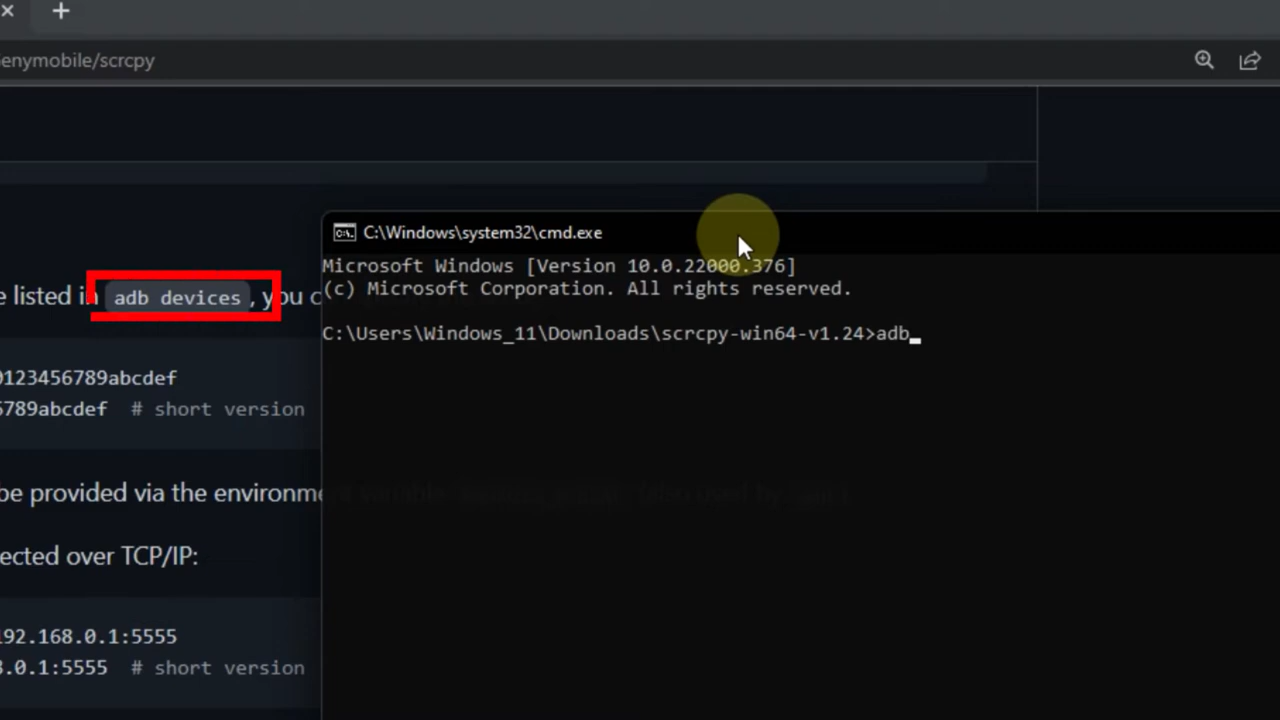 enymobile/scrcpy
C:\Windows\system32\cmd.exe
Microsoft Windows [Version 10.0.22000.376]
(c) Microsoft Corporation. All rights reserved.
e listed in adb devices, you c
C:\Users\Windows_11\Downloads\scrcpy-win64-v1.24>adb
0123456789abcdef
6789abcdef # short version
be provided via the environme
ected over TCP/IP:
92.168.0.1:5555
8.0.1:5555 # short version